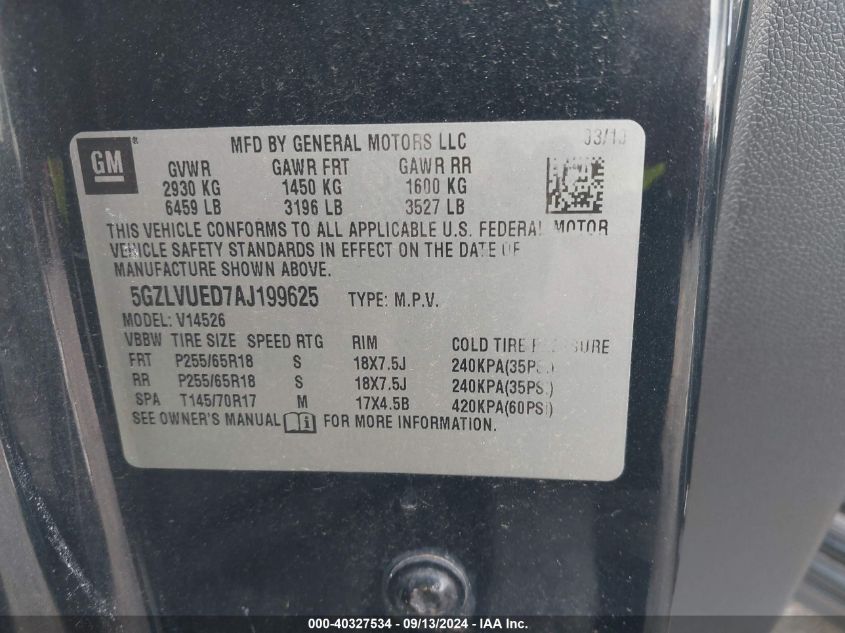 GM
MFD BY GENERAL MOTORS LLC
GVWR GAWR FRT GAWR RR
2930 KG 1450 KG 1600 KG
6459 LB 3196 LB 3527 LB
THIS VEHICLE CONFORMS TO ALL APPLICABLE U.S. FEDERAL MOTOR
VEHICLE SAFETY STANDARDS IN EFFECT ON THE DATE OF
MANUFACTURE SHOWN ABOVE.
5GZLVUED7AJ199625 TYPE: M.P.V.
MODEL: V14526
VBBW TIRE SIZE SPEED RTG RIM COLD TIRE PRESSURE
FRT P255/65R18 S 18X7.5J 240KPA(35PSI)
RR P255/65R18 S 18X7.5J 240KPA(35PSI)
SPA T145/70R17 M 17X4.5B 420KPA(60PSI)
SEE OWNER'S MANUAL FOR MORE INFORMATION.
000-40327534 - 09/13/2024 - IAA Inc.